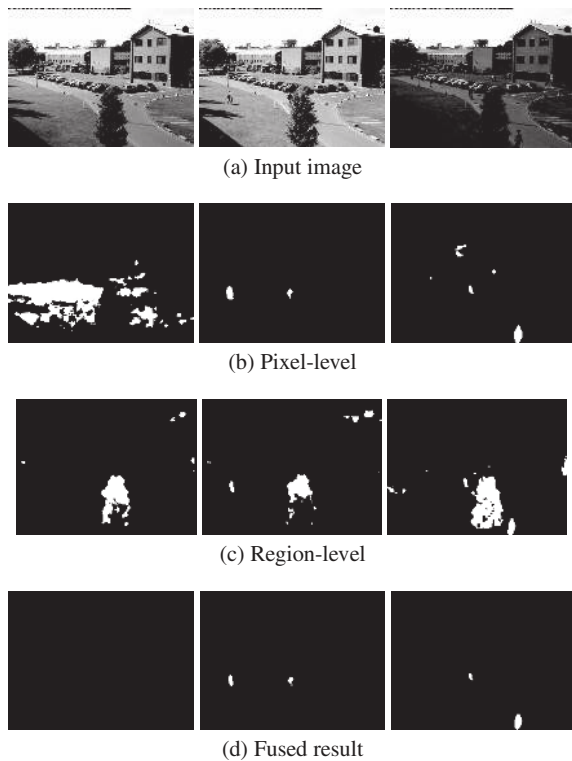 (a) Input image
(b) Pixel-level
(c) Region-level
(d) Fused result